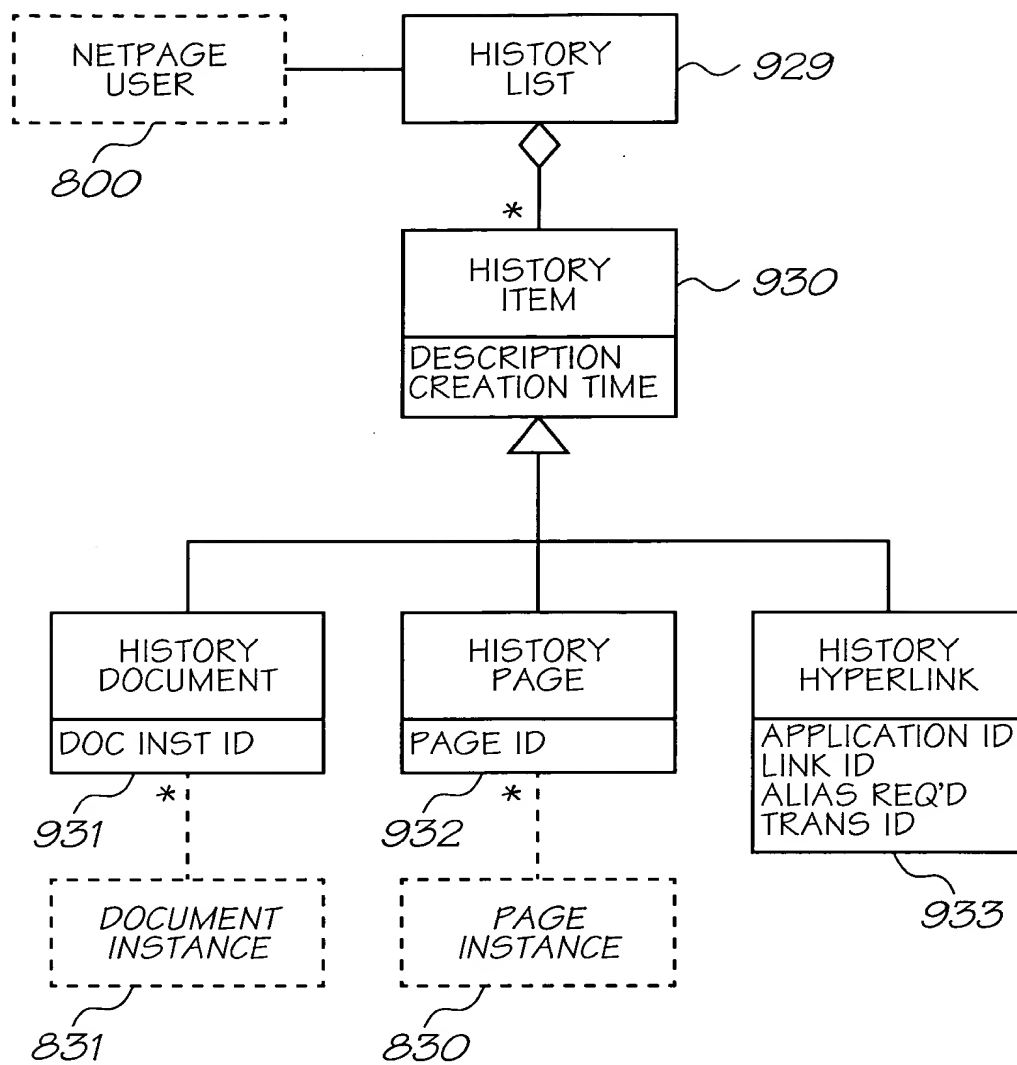 NETPAGE
USER
800
HISTORY
LIST
929
*
HISTORY
ITEM
930
DESCRIPTION
CREATION TIME
HISTORY
DOCUMENT
DOC INST ID
931
*
HISTORY
PAGE
PAGE ID
932
*
HISTORY
HYPERLINK
APPLICATION ID
LINK ID
ALIAS REQ'D
TRANS ID
933
DOCUMENT
INSTANCE
831
PAGE
INSTANCE
830